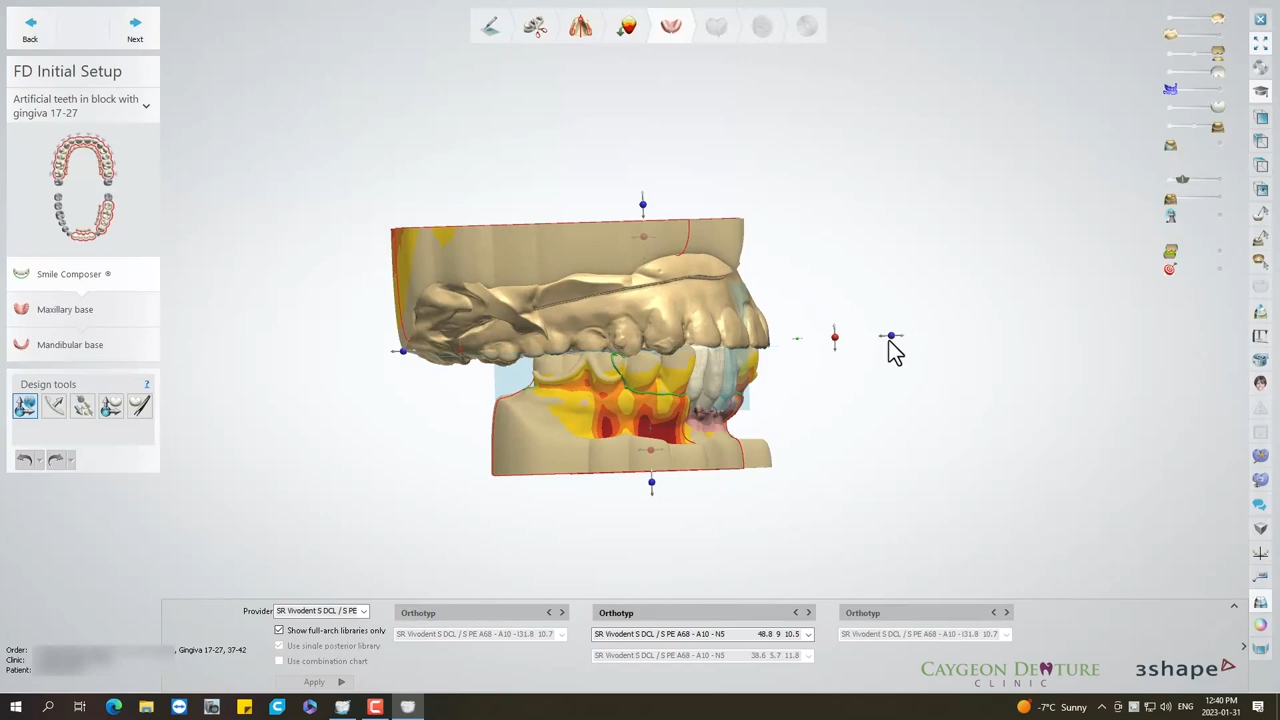 Back
Next
FD Initial Setup
Artificial teeth in block with
gingiva 17-27
Smile Composer ®
Maxillary base
Mandibular base
Design tools
?
Provider
SR Vivodent S DCL / S PE
Show full-arch libraries only
Use single posterior library
Use combination chart
Apply
Orthotyp
SR Vivodent S DCL / S PE A68 - A10 - I31.8 10.7
Orthotyp
SR Vivodent S DCL / S PE A68 - A10 - N5 48.8 9 10.5
SR Vivodent S DCL / S PE A68 - A10 - N5 38.6 5.7 11.8
Orthotyp
SR Vivodent S DCL / S PE A68 - A10 - I31.8 10.7
Order:
, Gingiva 17-27, 37-42
Clinic:
Patient:
CAYGEON DENTURE
CLINIC
3shape
-7°C Sunny
ENG
12:40 PM
2023-01-31